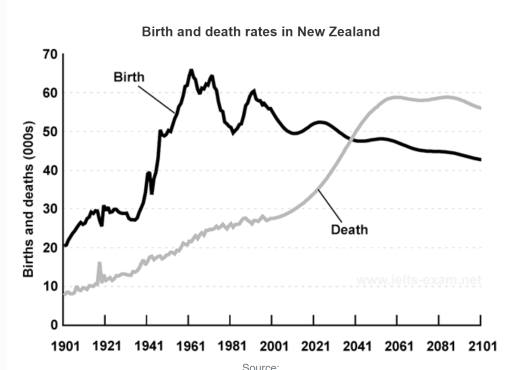 Birth and death rates in New Zealand
Births and deaths (000s)
70
60
50
40
30
20
10
0
Birth
Death
www.ielts-exam.net
1901 1921 1941 1961 1981 2001 2021 2041 2061 2081 2101
Source: